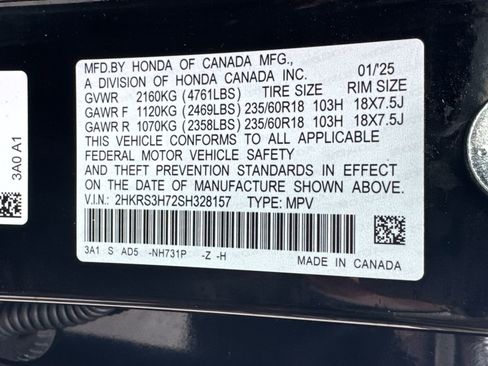 MFD.BY HONDA OF CANADA MFG.,
A DIVISION OF HONDA CANADA INC. 01/'25
GVWR 2160KG (4761LBS) TIRE SIZE RIM SIZE
GAWR F 1120KG (2469LBS) 235/60R18 103H 18X7.5J
GAWR R 1070KG (2358LBS) 235/60R18 103H 18X7.5J
THIS VEHICLE CONFORMS TO ALL APPLICABLE
FEDERAL MOTOR VEHICLE SAFETY
AND THEFT PREVENTION STANDARDS IN EFFECT
ON THE DATE OF MANUFACTURE SHOWN ABOVE.
V.I.N.: 2HKRS3H72SH328157 TYPE: MPV
3A1 S AD5 -NH731P -Z -H
MADE IN CANADA
3A0 A1